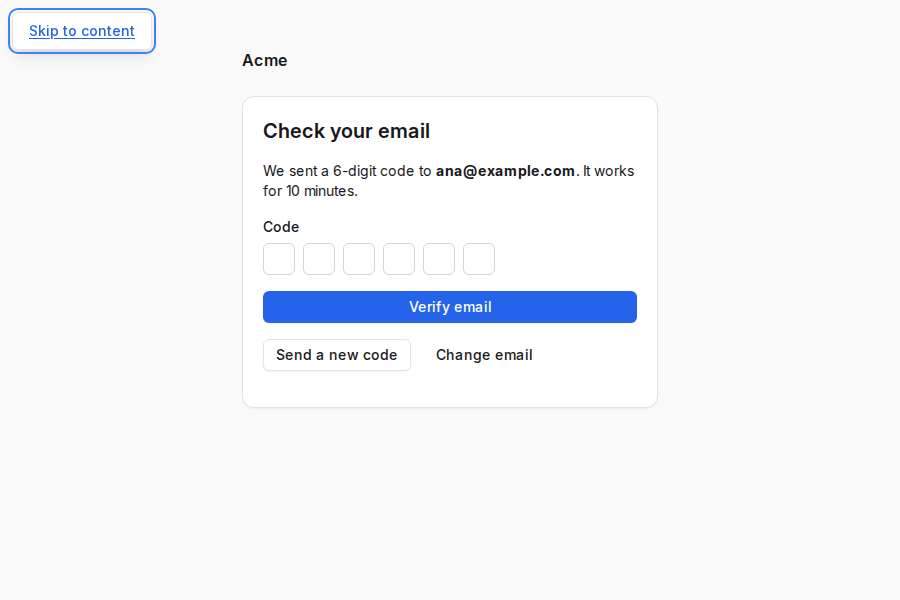 Skip to content
Acme
Check your email
We sent a 6-digit code to ana@example.com. It works
for 10 minutes.
Code
Verify email
Send a new code
Change email